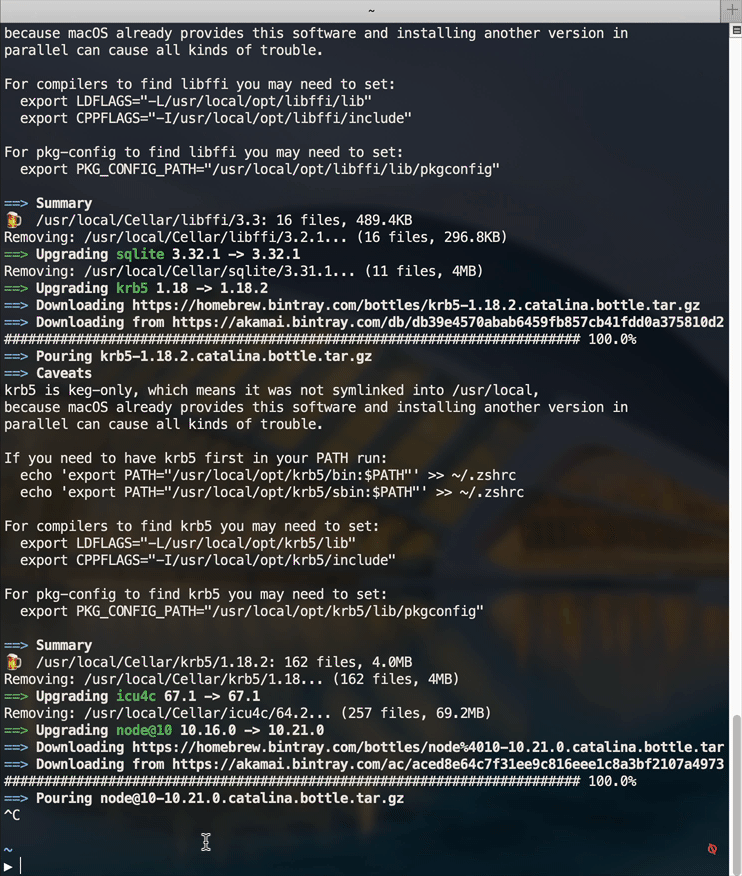 ~
because macOS already provides this software and installing another version in
parallel can cause all kinds of trouble.
For compilers to find libffi you may need to set:
export LDFLAGS="-L/usr/local/opt/libffi/lib"
export CPPFLAGS="-I/usr/local/opt/libffi/include"
For pkg-config to find libffi you may need to set:
export PKG_CONFIG_PATH="/usr/local/opt/libffi/lib/pkgconfig"
==> Summary
🍺  /usr/local/Cellar/libffi/3.3: 16 files, 489.4KB
Removing: /usr/local/Cellar/libffi/3.2.1... (16 files, 296.8KB)
==> Upgrading sqlite 3.32.1 -> 3.32.1
Removing: /usr/local/Cellar/sqlite/3.31.1... (11 files, 4MB)
==> Upgrading krb5 1.18 -> 1.18.2
==> Downloading https://homebrew.bintray.com/bottles/krb5-1.18.2.catalina.bottle.tar.gz
==> Downloading from https://akamai.bintray.com/db/db39e4570abab6459fb857cb41fdd0a375810d2
######################################################################## 100.0%
==> Pouring krb5-1.18.2.catalina.bottle.tar.gz
==> Caveats
krb5 is keg-only, which means it was not symlinked into /usr/local,
because macOS already provides this software and installing another version in
parallel can cause all kinds of trouble.
If you need to have krb5 first in your PATH run:
echo 'export PATH="/usr/local/opt/krb5/bin:$PATH"' >> ~/.zshrc
echo 'export PATH="/usr/local/opt/krb5/sbin:$PATH"' >> ~/.zshrc
For compilers to find krb5 you may need to set:
export LDFLAGS="-L/usr/local/opt/krb5/lib"
export CPPFLAGS="-I/usr/local/opt/krb5/include"
For pkg-config to find krb5 you may need to set:
export PKG_CONFIG_PATH="/usr/local/opt/krb5/lib/pkgconfig"
==> Summary
🍺  /usr/local/Cellar/krb5/1.18.2: 162 files, 4.0MB
Removing: /usr/local/Cellar/krb5/1.18... (162 files, 4MB)
==> Upgrading icu4c 67.1 -> 67.1
Removing: /usr/local/Cellar/icu4c/64.2... (257 files, 69.2MB)
==> Upgrading node@10 10.16.0 -> 10.21.0
==> Downloading https://homebrew.bintray.com/bottles/node%4010-10.21.0.catalina.bottle.tar
==> Downloading from https://akamai.bintray.com/ac/aced8e64c7f31ee9c816eee1c8a3bf2107a4973
######################################################################## 100.0%
==> Pouring node@10-10.21.0.catalina.bottle.tar.gz
^C
~
▶